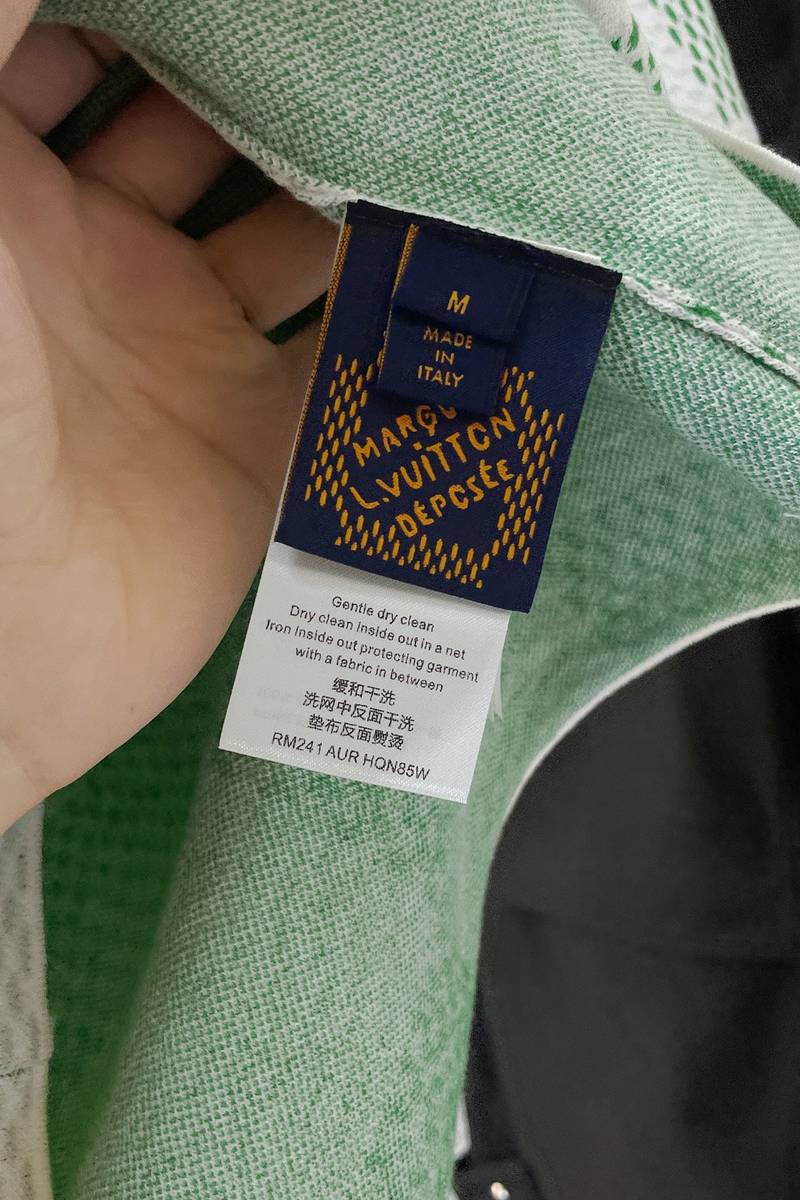 M
MADE
IN
ITALY
L.VUITTON
DÉPOSÉE
Gentle dry clean
Dry clean inside out in a net
Iron inside out protecting garment
with a fabric in between
缓和干洗
洗网中反面干洗
垫布反面熨烫
RM241 AUR HQN85W